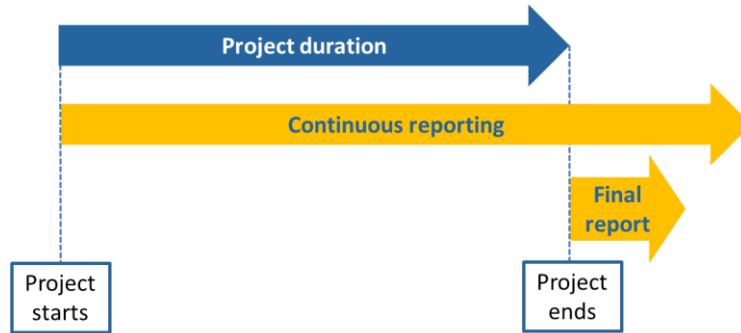 Project duration
Continuous reporting
Final
report
Project
starts
Project
ends